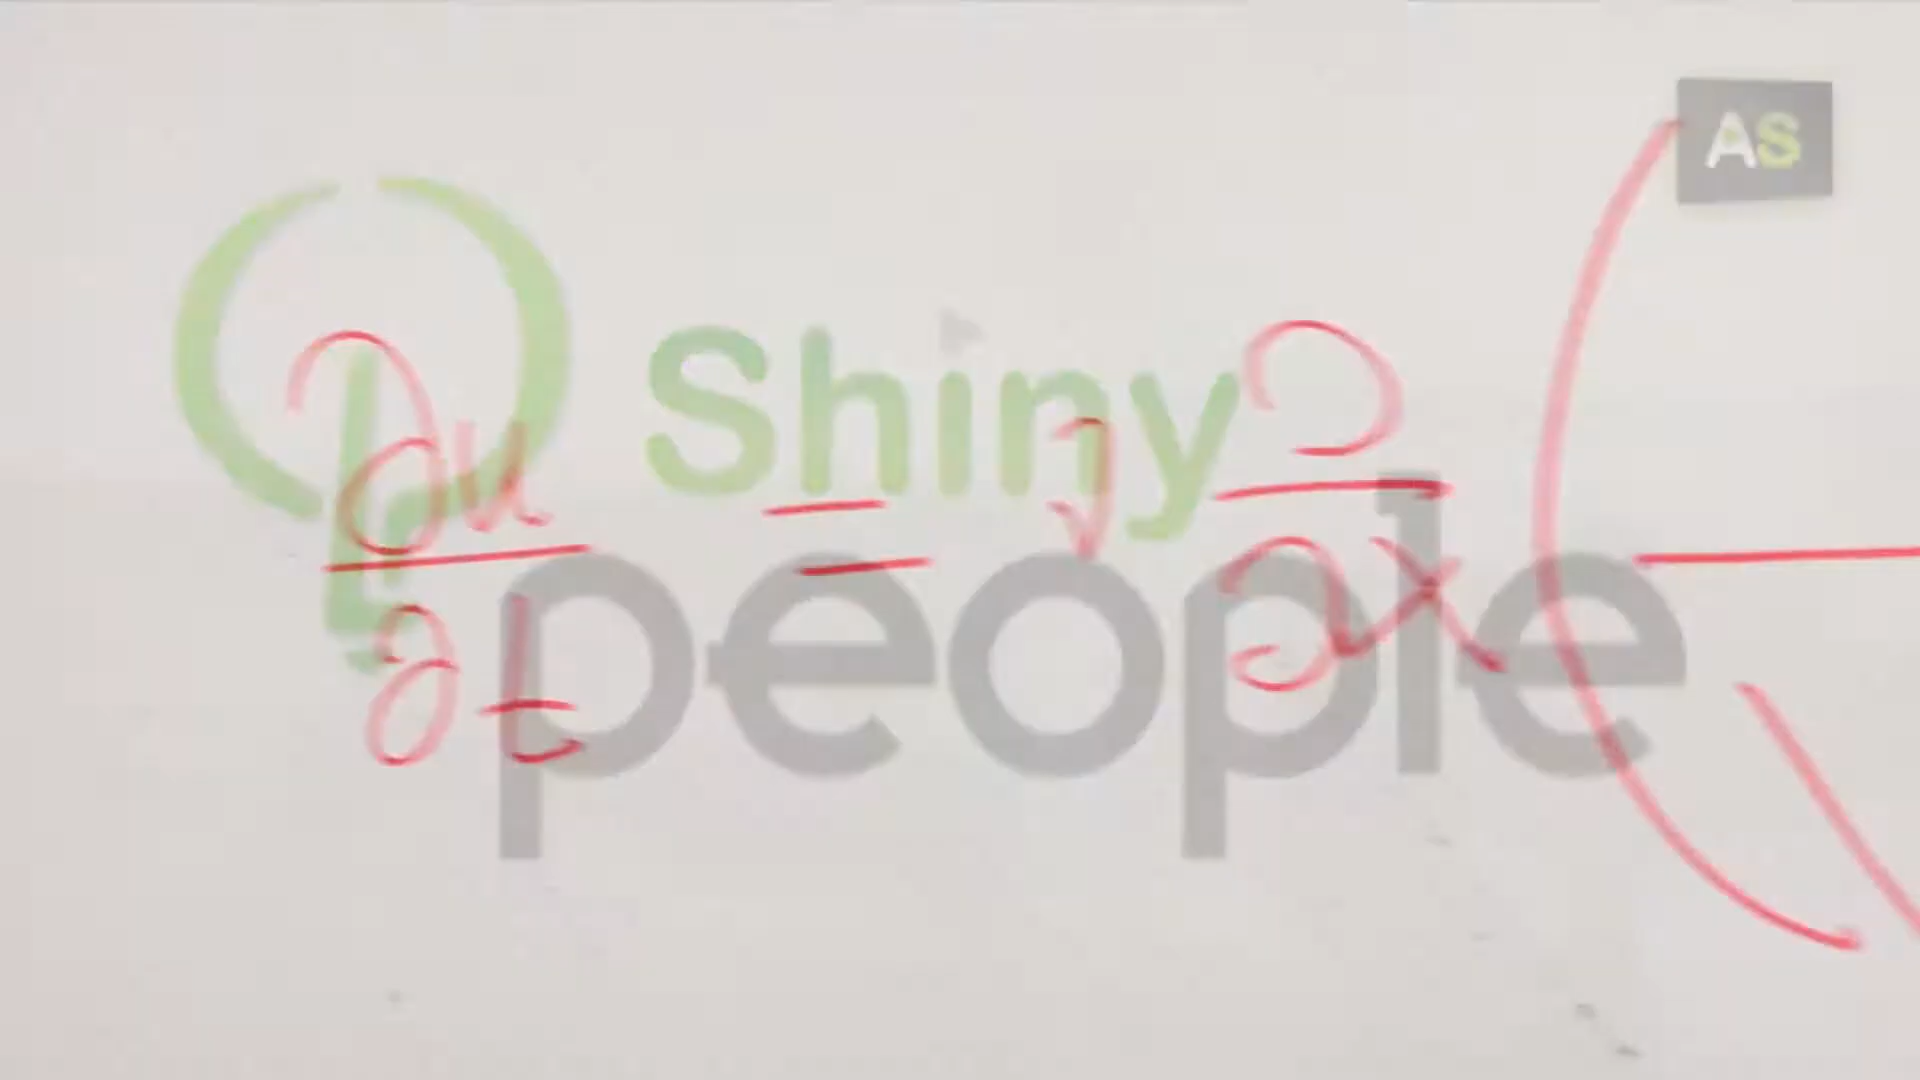 AS
Shiny
people
∂u
∂t
=
∂
∂x
(